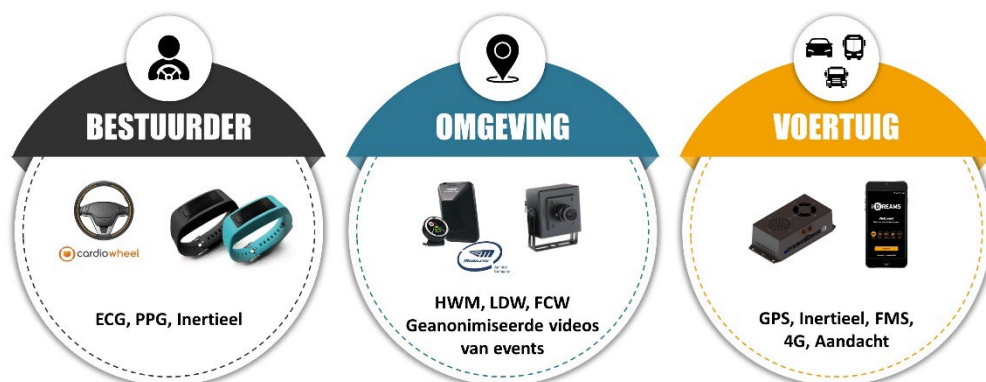 BESTUURDER
cardiowheel
ECG, PPG, Inertieel
OMGEVING
HWM, LDW, FCW
Geanonimiseerde videos
van events
VOERTUIG
GPS, Inertieel, FMS,
4G, Aandacht